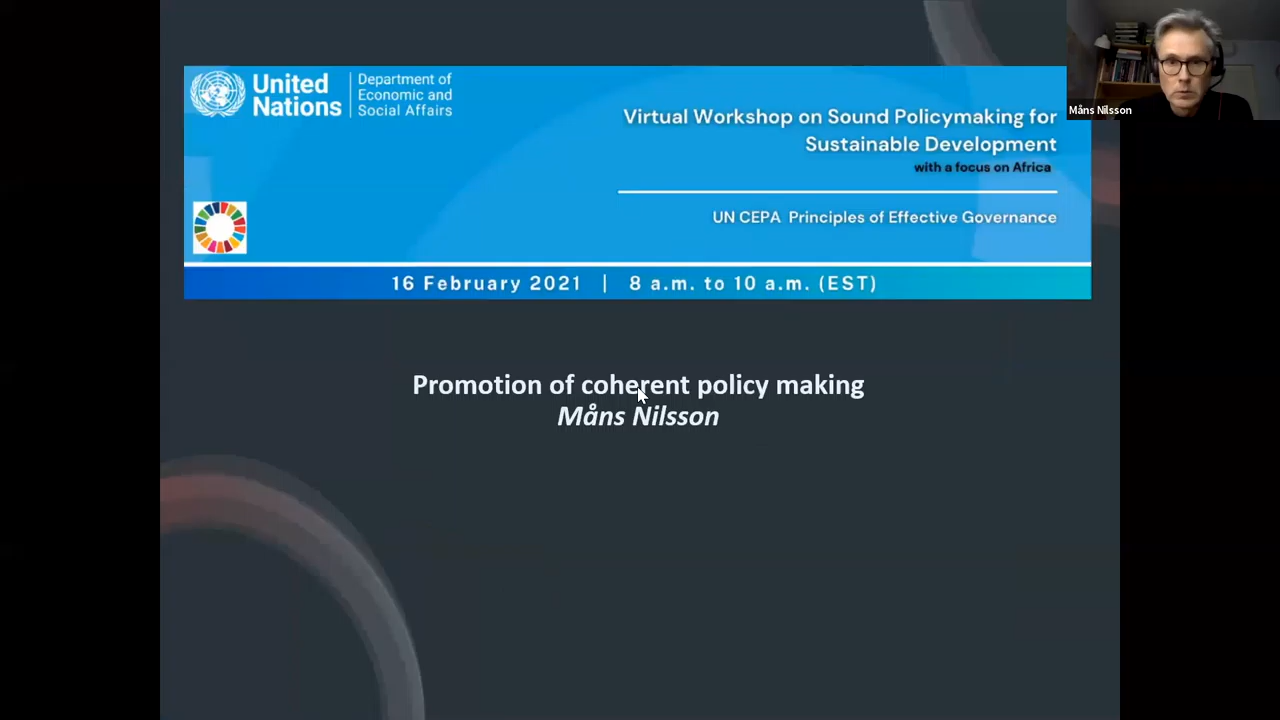 United Nations
Department of
Economic and
Social Affairs
Virtual Workshop on Sound Policymaking for
Sustainable Development
with a focus on Africa
UN CEPA Principles of Effective Governance
16 February 2021 | 8 a.m. to 10 a.m. (EST)
Måns Nilsson
Promotion of coherent policy making
Måns Nilsson